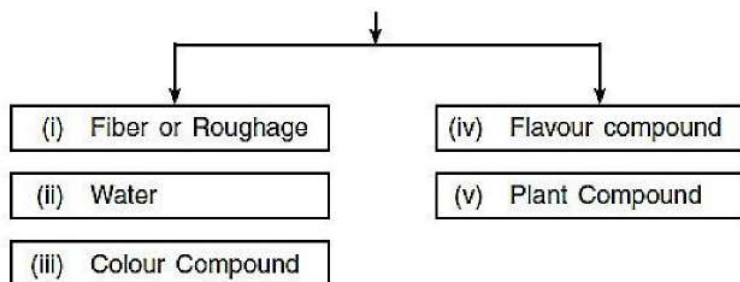 (i) Fiber or Roughage
(ii) Water
(iii) Colour Compound
(iv) Flavour compound
(v) Plant Compound